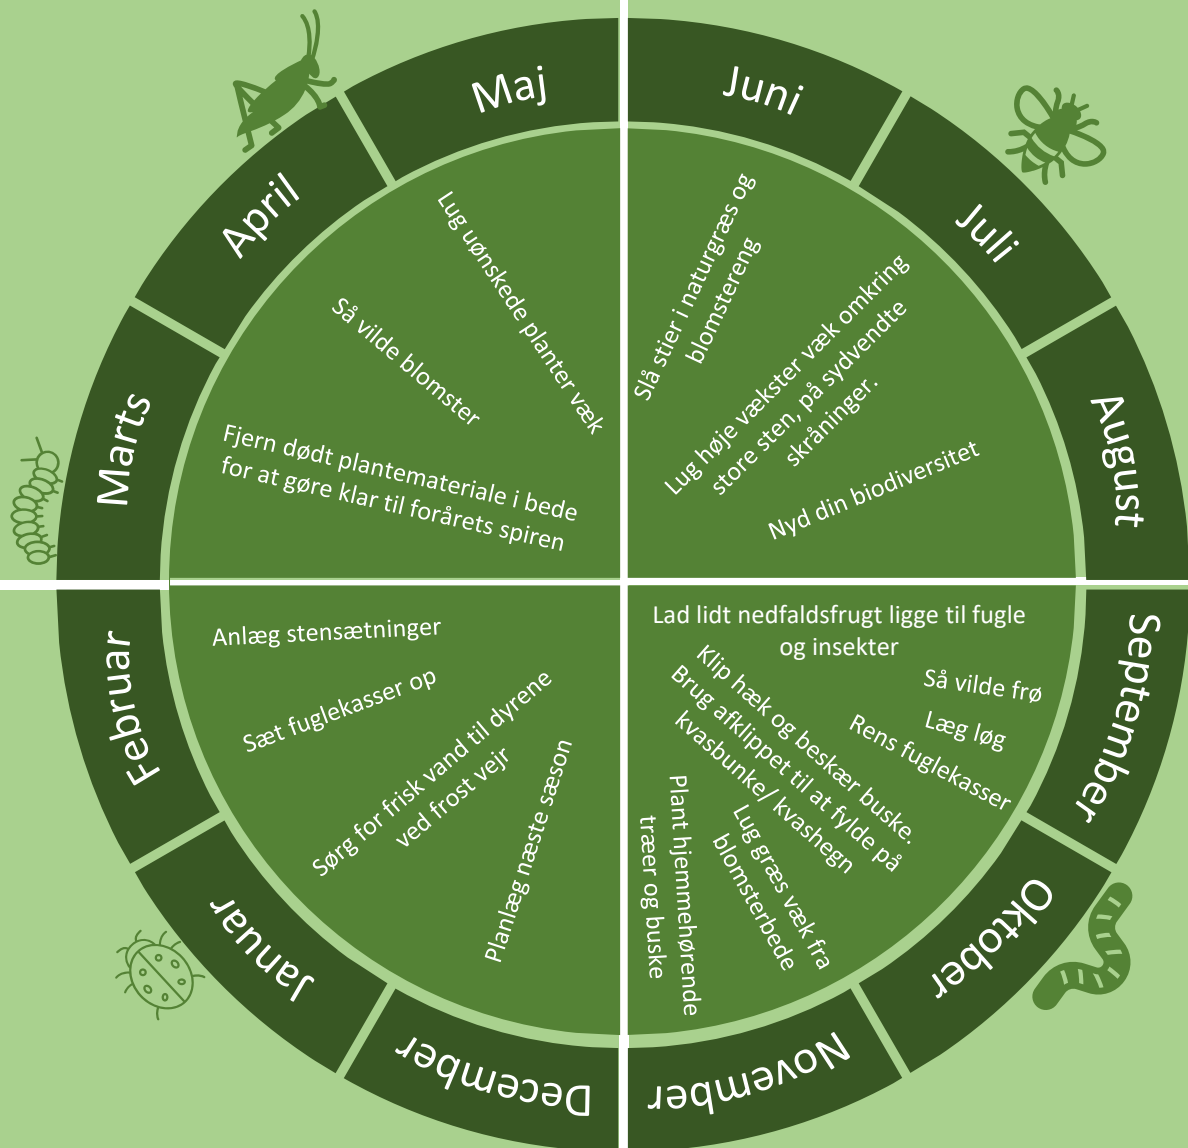 Maj
Juni
April
Juli
Marts
August
Lug uønskede planter væk
Så vilde blomster
Fjern dødt plantemateriale i bede
for at gøre klar til forårets spiren
Slå stier i naturgræs og
blomstereng
Lug høje vækster væk omkring
store sten, på sydvendte
skråninger.
Nyd din biodiversitet
Anlæg stensætninger
Sæt fuglekasser op
Sørg for frisk vand til dyrene
ved frost vejr
Planlæg næste sæson
Lad lidt nedfaldsfrugt ligge til fugle
og insekter
Så vilde frø
Læg løg
Rens fuglekasser
Klip hæk og beskær buske.
Brug afklippet til at fylde på
kvasbunke/ kvashegn
Lug græs væk fra
blomsterbede
Plant hjemmehørende
træer og buske
Februar
September
Januar
Oktober
December
November